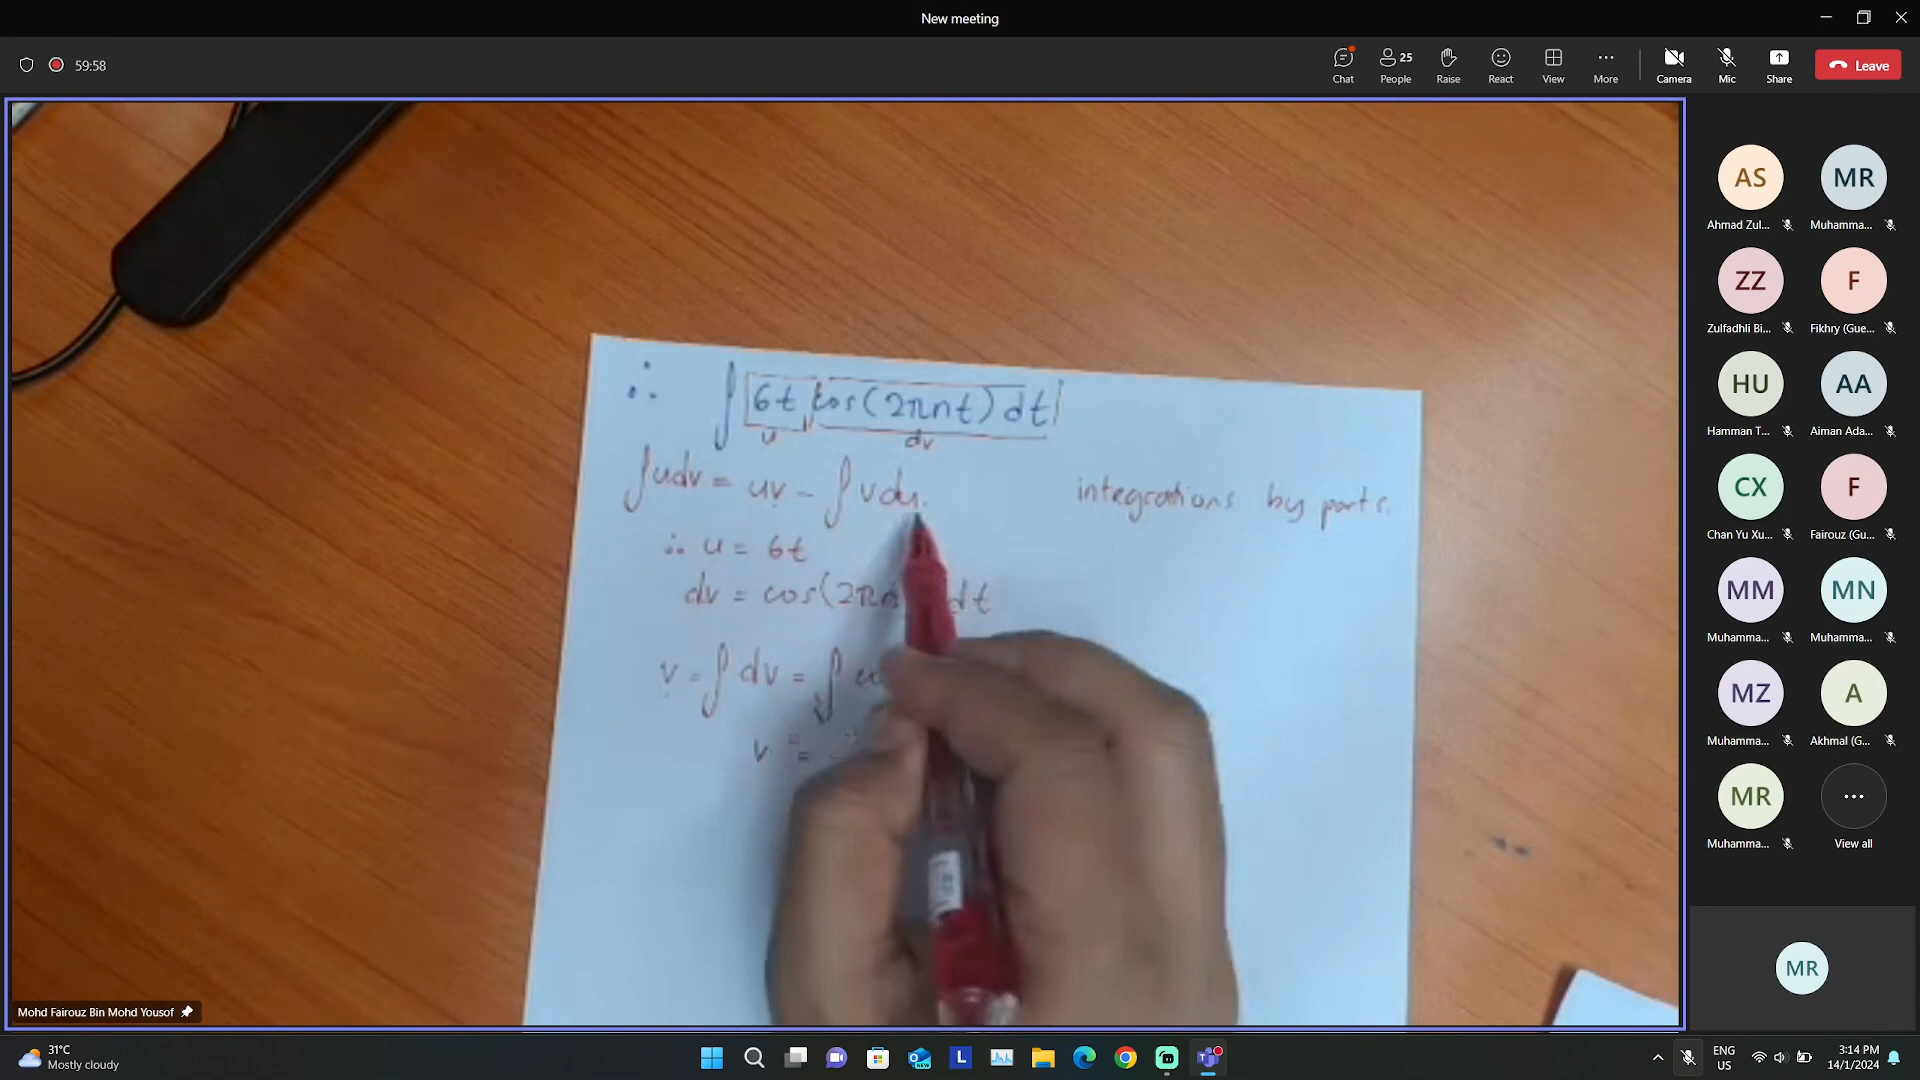 New meeting
59:58
Chat
25
People
Raise
React
View
More
Camera
Mic
Share
Leave
∴ ∫ 6t cos(2πnt) dt
u dv
∫udv = uv - ∫vdu.
integrations by parts.
∴ u = 6t
dv = cos(2πn dt
v = ∫dv = ∫
v =
AS
Ahmad Zul...
MR
Muhamma...
ZZ
Zulfadhli Bi...
F
Fikhry (Gue...
HU
Hamman T...
AA
Aiman Ada...
CX
Chan Yu Xu...
F
Fairouz (Gu...
MM
Muhamma...
MN
Muhamma...
MZ
Muhamma...
A
Akhmal (G...
MR
Muhamma...
...
View all
MR
Mohd Fairouz Bin Mohd Yousof
31°C
Mostly cloudy
NEW
L
ENG
US
3:14 PM
14/1/2024